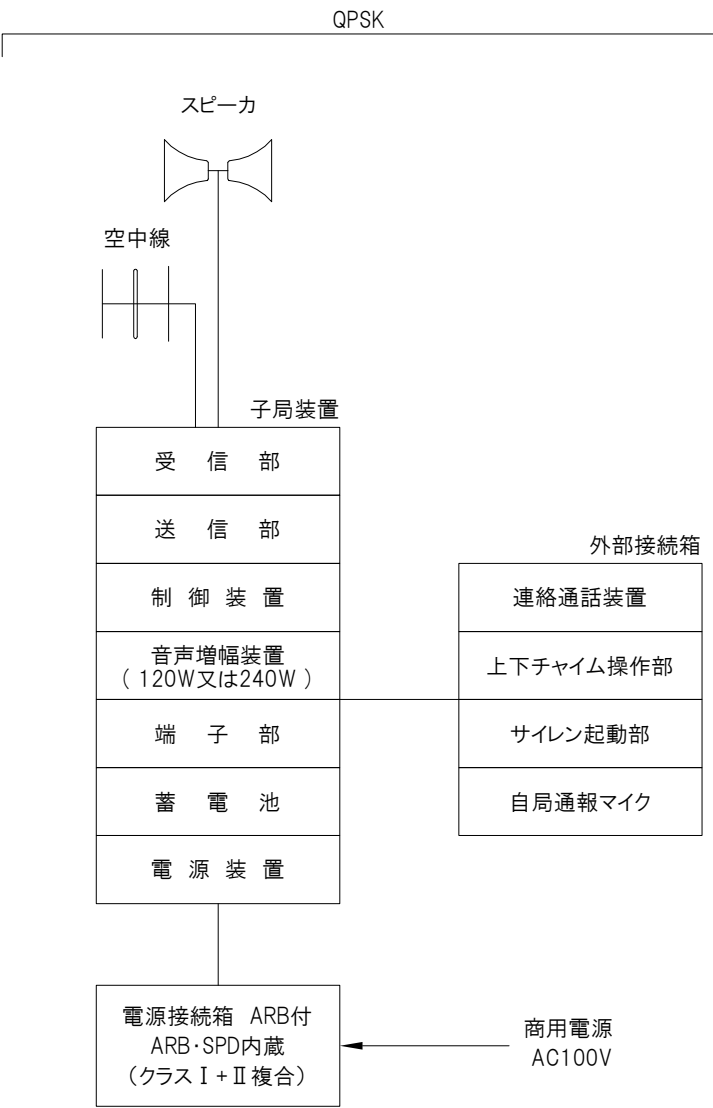 QPSK
スピーカ
空中線
子局装置
受信部
送信部
制御装置
音声増幅装置
(120W又は240W)
端子部
蓄電池
電源装置
外部接続箱
連絡通話装置
上下チャイム操作部
サイレン起動部
自局通報マイク
電源接続箱 ARB付
ARB・SPD内蔵
(クラスⅠ+Ⅱ複合)
商用電源
AC100V